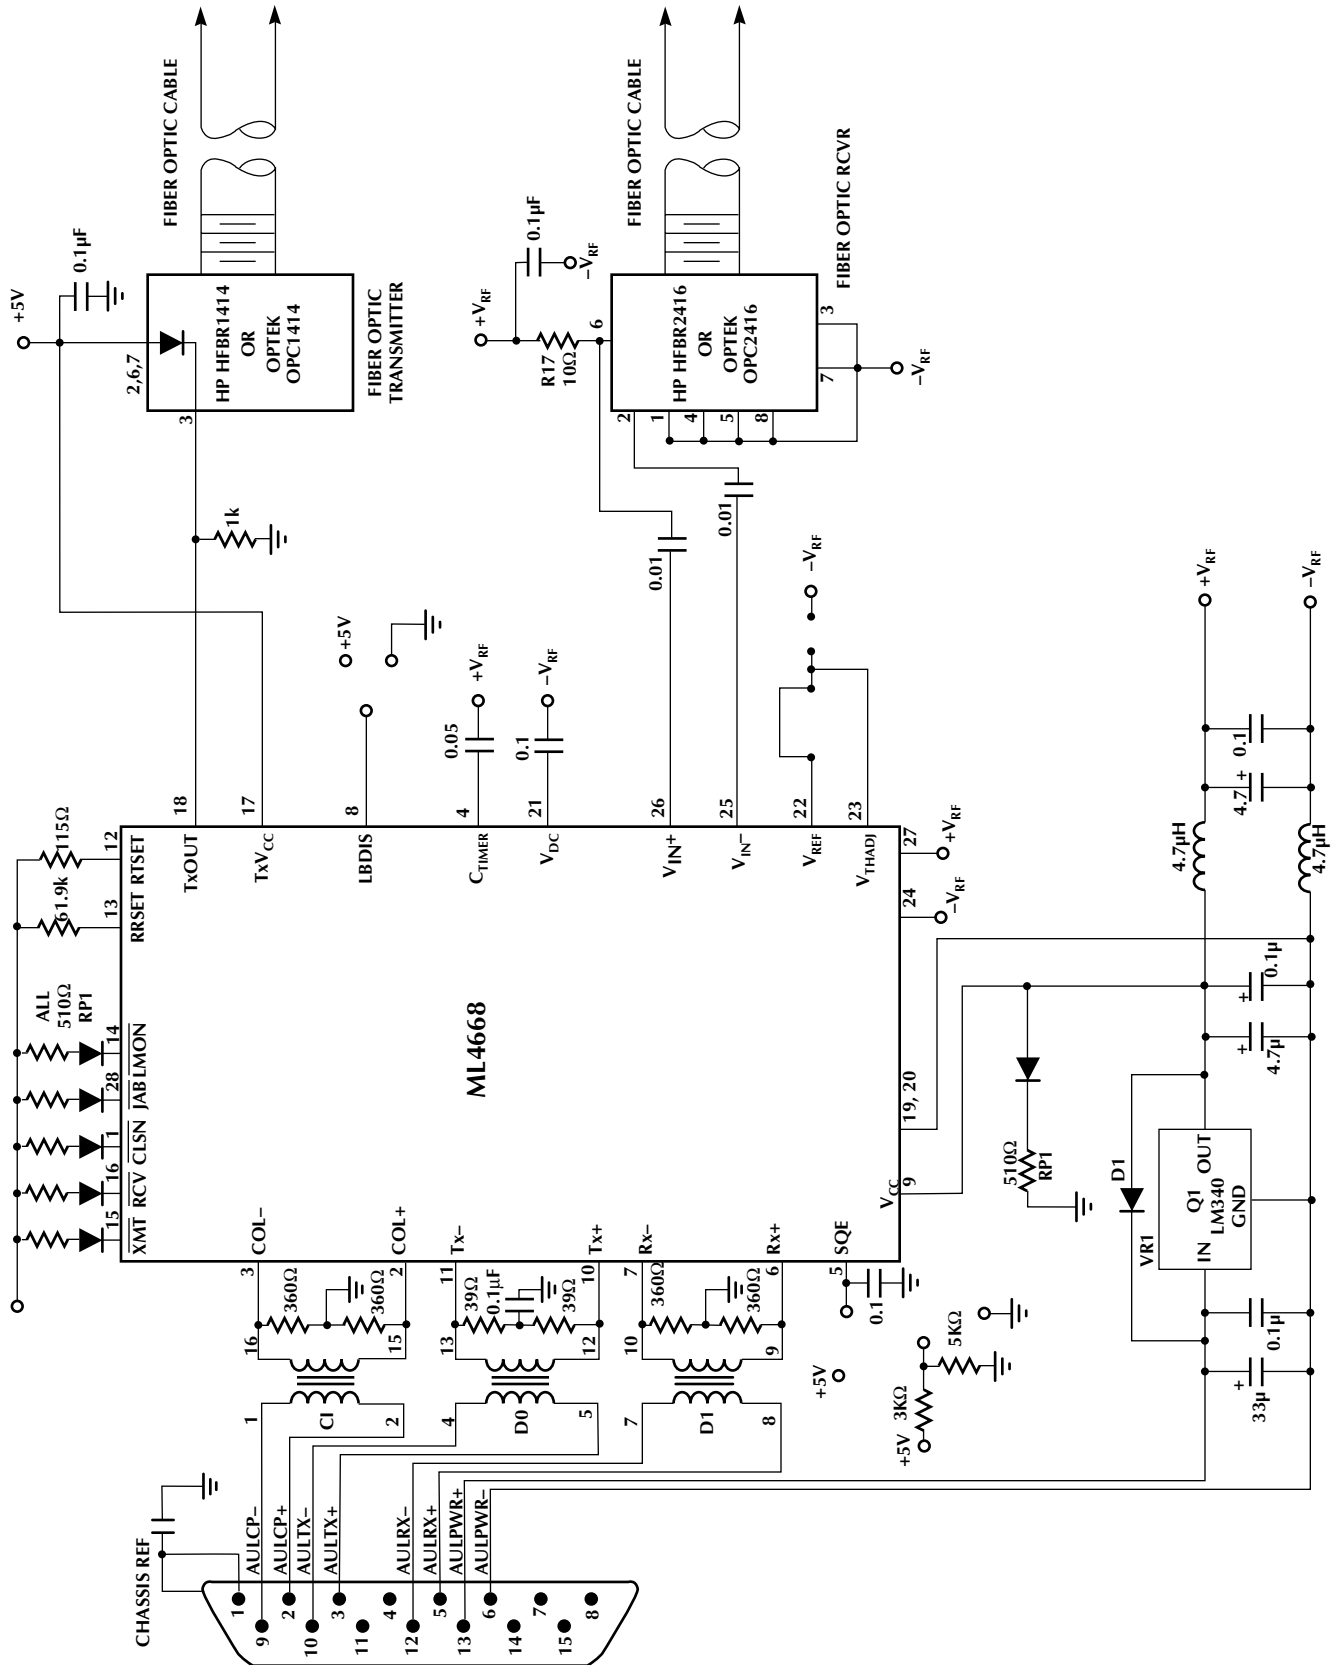 CHASSIS REF
1
2
3
4
5
6
7
8
9
10
11
12
13
14
15
AULCP–
AULCP+
AULTX–
AULTX+
AULRX–
AULRX+
AULPWR+
AULPWR–
1
CI
2
16
15
4
D0
5
13
12
7
D1
8
10
9
360Ω
360Ω
39Ω
0.1µF
39Ω
360Ω
360Ω
3
2
11
10
7
6
5
COL–
COL+
Tx–
Tx+
Rx–
Rx+
SQE
0.1
+5V
+5V
3KΩ
5KΩ
ML4668
15
16
1
28
14
13
12
XMT
RCV
CLSN
JAB
LMON
RRSET
RTSET
ALL
510Ω
RP1
61.9k
115Ω
TxOUT
18
TxVCC
17
LBDIS
8
CTIMER
4
VDC
21
VIN+
26
VIN–
25
VREF
22
VTHADJ
23
VCC
9
19, 20
24
27
–VRF
+VRF
+5V
0.05
+VRF
0.1
–VRF
0.01
0.01
–VRF
1k
+5V
0.1µF
2,6,7
3
HP HFBR1414
OR
OPTEK
OPC1414
FIBER OPTIC
TRANSMITTER
FIBER OPTIC CABLE
+VRF
0.1µF
–VRF
R17
10Ω
6
2
1
4
5
8
7
3
HP HFBR2416
OR
OPTEK
OPC2416
FIBER OPTIC RCVR
–VRF
FIBER OPTIC CABLE
510Ω
RP1
33µ
+
0.1µ
VR1
D1
IN
Q1
LM340
GND
OUT
4.7µ
+
0.1µ
+
4.7µH
4.7µH
4.7
+
0.1
+VRF
–VRF